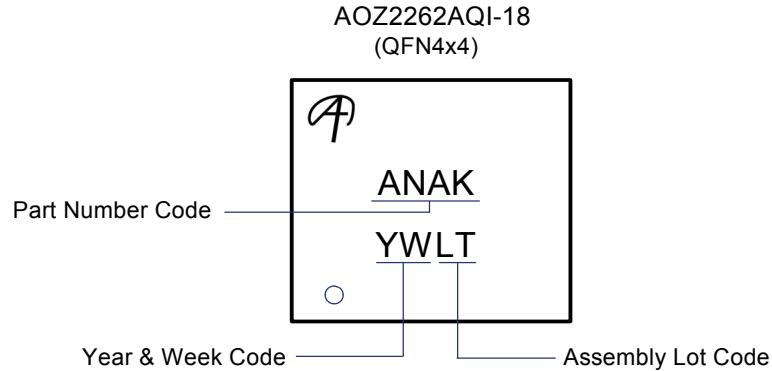 AOZ2262AQI-18
(QFN4x4)
ANAK
Part Number Code
YWLT
Year & Week Code
Assembly Lot Code